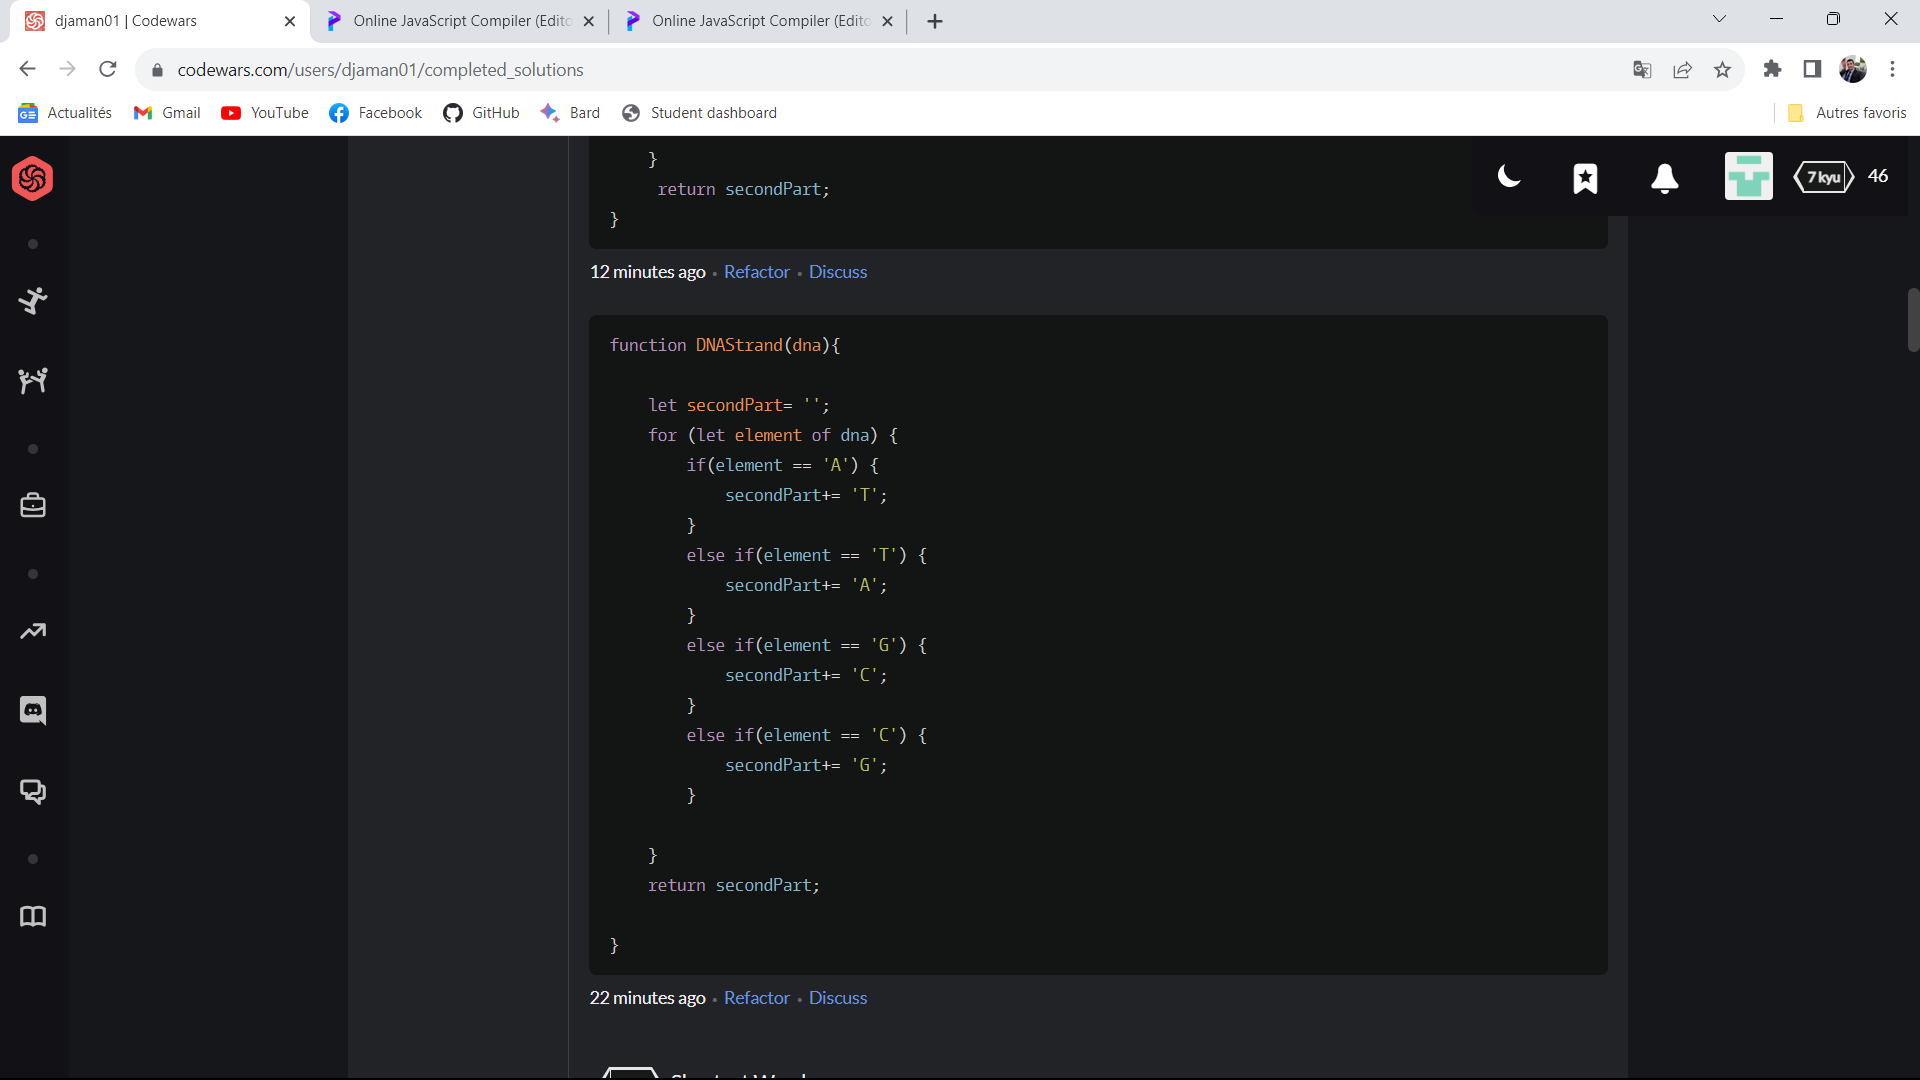 djaman01 | Codewars
Online JavaScript Compiler (Edito
Online JavaScript Compiler (Edito
codewars.com/users/djaman01/completed_solutions
Actualités
Gmail
YouTube
Facebook
GitHub
Bard
Student dashboard
Autres favoris
7 kyu
46
}
return secondPart;
}
12 minutes ago • Refactor • Discuss
function DNAStrand(dna){
let secondPart= '';
for (let element of dna) {
if(element == 'A') {
secondPart+= 'T';
}
else if(element == 'T') {
secondPart+= 'A';
}
else if(element == 'G') {
secondPart+= 'C';
}
else if(element == 'C') {
secondPart+= 'G';
}
}
return secondPart;
}
22 minutes ago • Refactor • Discuss